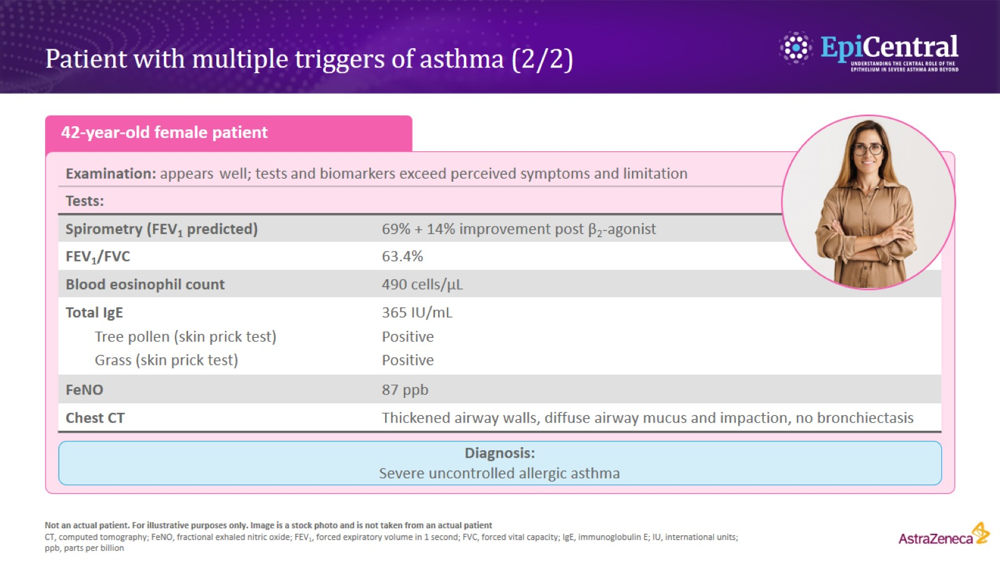 Patient with multiple triggers of asthma (2/2)
EpiCentral
UNDERSTANDING THE CENTRAL ROLE OF THE
EPITHELIUM IN SEVERE ASTHMA AND BEYOND
42-year-old female patient
Examination: appears well; tests and biomarkers exceed perceived symptoms and limitation
Tests:
Spirometry (FEV₁ predicted) 69% + 14% improvement post β₂-agonist
FEV₁/FVC 63.4%
Blood eosinophil count 490 cells/µL
Total IgE 365 IU/mL
Tree pollen (skin prick test) Positive
Grass (skin prick test) Positive
FeNO 87 ppb
Chest CT Thickened airway walls, diffuse airway mucus and impaction, no bronchiectasis
Diagnosis:
Severe uncontrolled allergic asthma
Not an actual patient. For illustrative purposes only. Image is a stock photo and is not taken from an actual patient
CT, computed tomography; FeNO, fractional exhaled nitric oxide; FEV₁, forced expiratory volume in 1 second; FVC, forced vital capacity; IgE, immunoglobulin E; IU, international units;
ppb, parts per billion
AstraZeneca